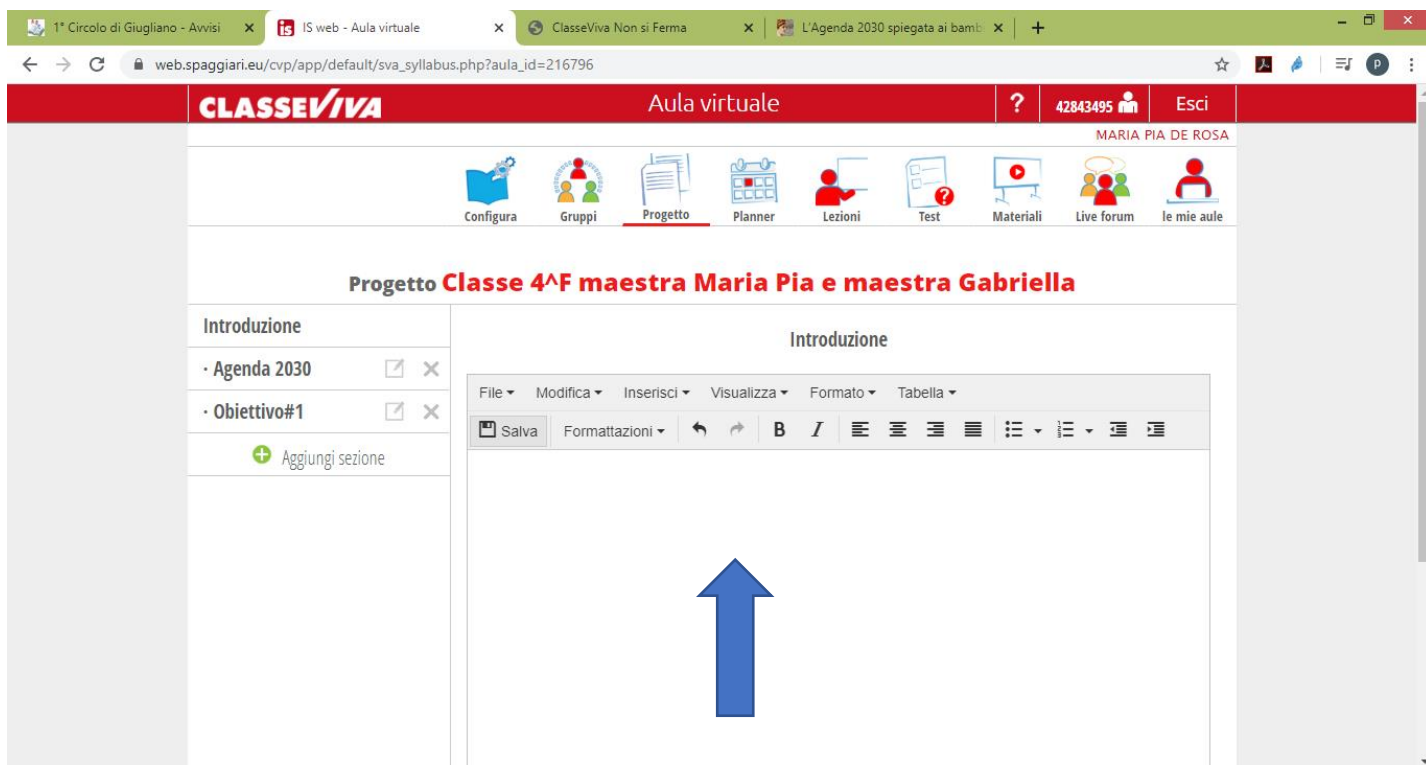 1° Circolo di Giugliano - Avvisi
IS web - Aula virtuale
ClasseViva Non si Ferma
L'Agenda 2030 spiegata ai bamb
web.spaggiari.eu/cvp/app/default/sva_syllabus.php?aula_id=216796
P
CLASSEVIVA
Aula virtuale
?
42843495
Esci
MARIA PIA DE ROSA
Configura
Gruppi
Progetto
Planner
Lezioni
Test
Materiali
Live forum
le mie aule
Progetto Classe 4^F maestra Maria Pia e maestra Gabriella
Introduzione
· Agenda 2030
· Obiettivo#1
Aggiungi sezione
Introduzione
File Modifica Inserisci Visualizza Formato Tabella
Salva Formattazioni B I